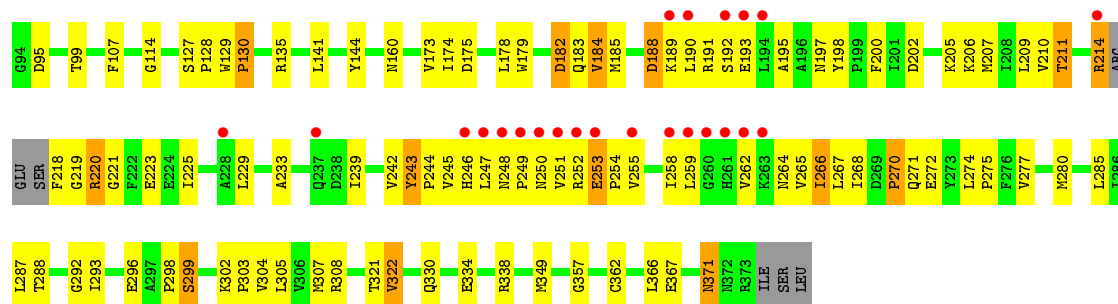 G94 D95 T99 F107 G114 S127 P128 W129 P130 R135 L141 Y144 N160 V173 I174 D175 L178 W179 D182 Q183 V184 M185 D188 K189 L190 R191 S192 E193 L194 A195 A196 N197 Y198 P199 F200 I201 D202 K205 K206 M207 I208 L209 V210 T211 R214 ARG
GLU SER F218 G219 R220 G221 F222 E223 E224 I225 A228 L229 A233 Q237 D238 I239 V242 Y243 P244 V245 H246 L247 N248 P249 N250 V251 R252 E253 P254 V255 I258 L259 G260 H261 V262 K263 N264 V265 I266 L267 I268 D269 P270 Q271 E272 Y273 L274 P275 F276 V277 M280 L285 I286
L287 T288 G292 I293 E296 A297 P298 S299 K302 P303 V304 L305 V306 M307 R308 T321 V322 Q330 E334 R338 M349 G357 C362 L366 E367 N371 N372 R373 ILE SER LEU